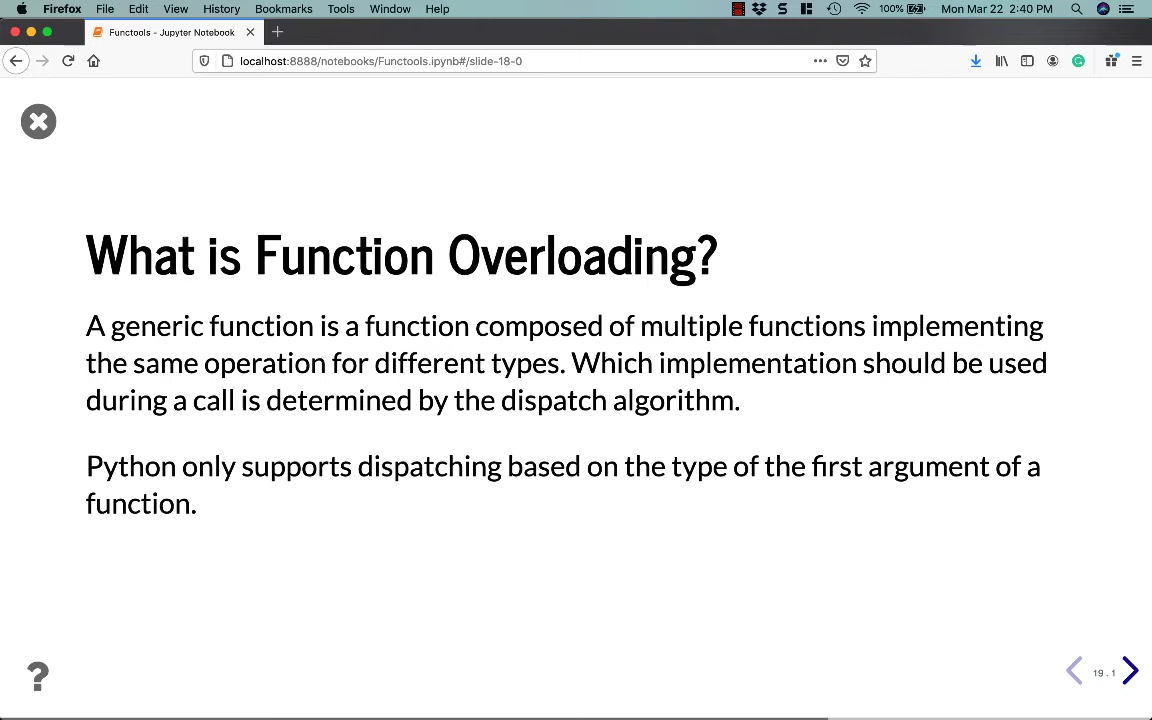 Firefox File Edit View History Bookmarks Tools Window Help 100% Mon Mar 22 2:40 PM
Functools - Jupyter Notebook
localhost:8888/notebooks/Functools.ipynb#/slide-18-0
What is Function Overloading?
A generic function is a function composed of multiple functions implementing
the same operation for different types. Which implementation should be used
during a call is determined by the dispatch algorithm.
Python only supports dispatching based on the type of the first argument of a
function.
?
19.1